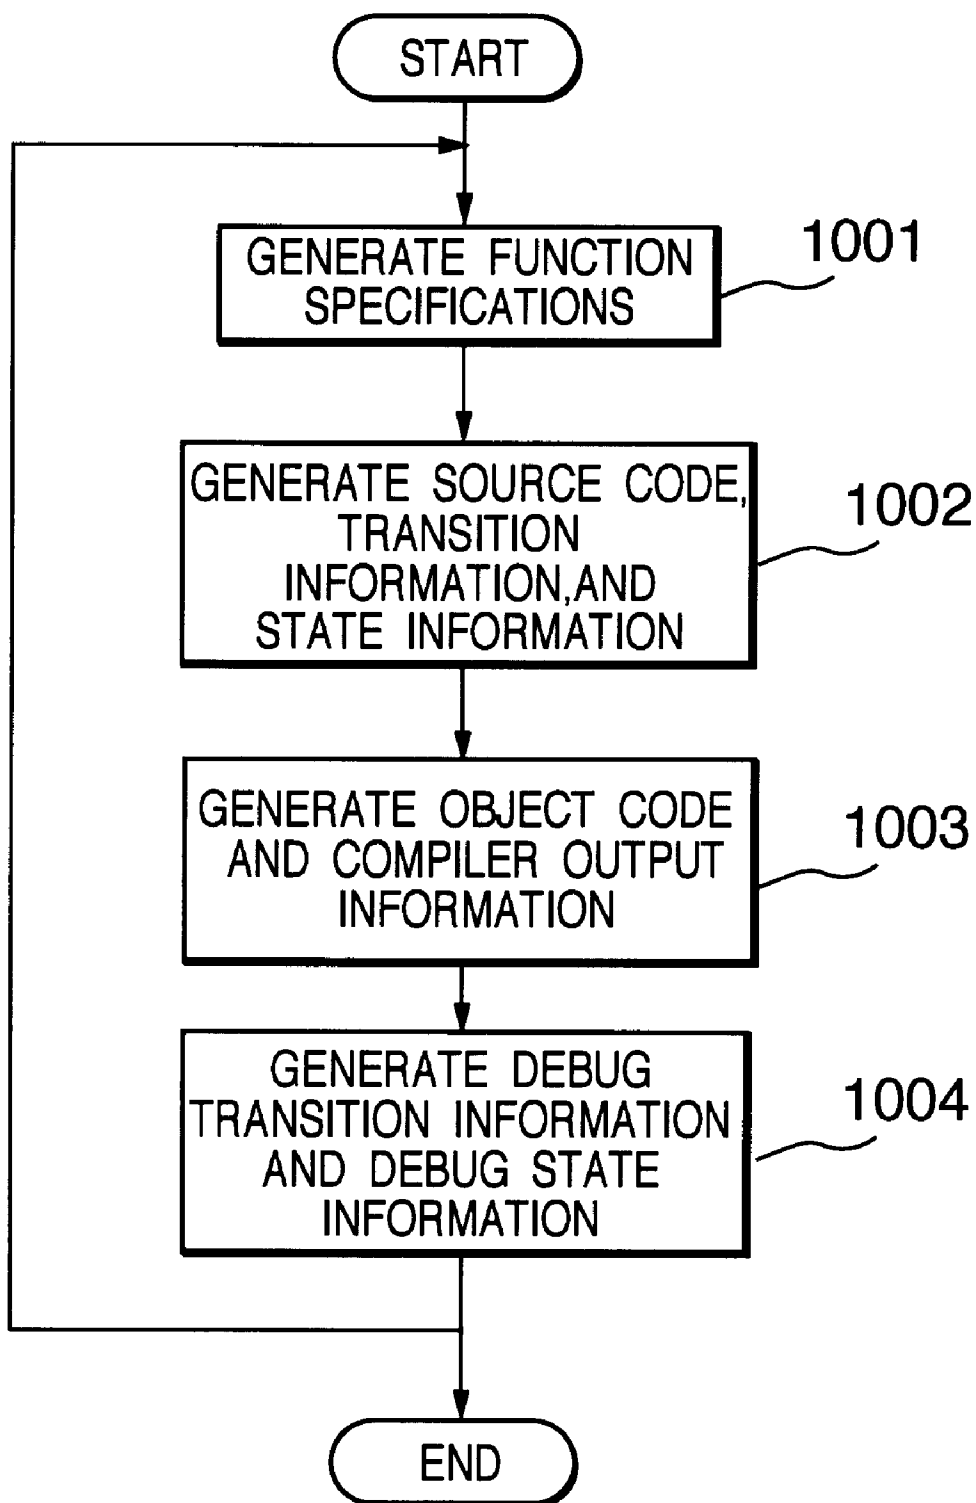 START
GENERATE FUNCTION
SPECIFICATIONS
1001
GENERATE SOURCE CODE,
TRANSITION
INFORMATION,AND
STATE INFORMATION
1002
GENERATE OBJECT CODE
AND COMPILER OUTPUT
INFORMATION
1003
GENERATE DEBUG
TRANSITION INFORMATION
AND DEBUG STATE
INFORMATION
1004
END